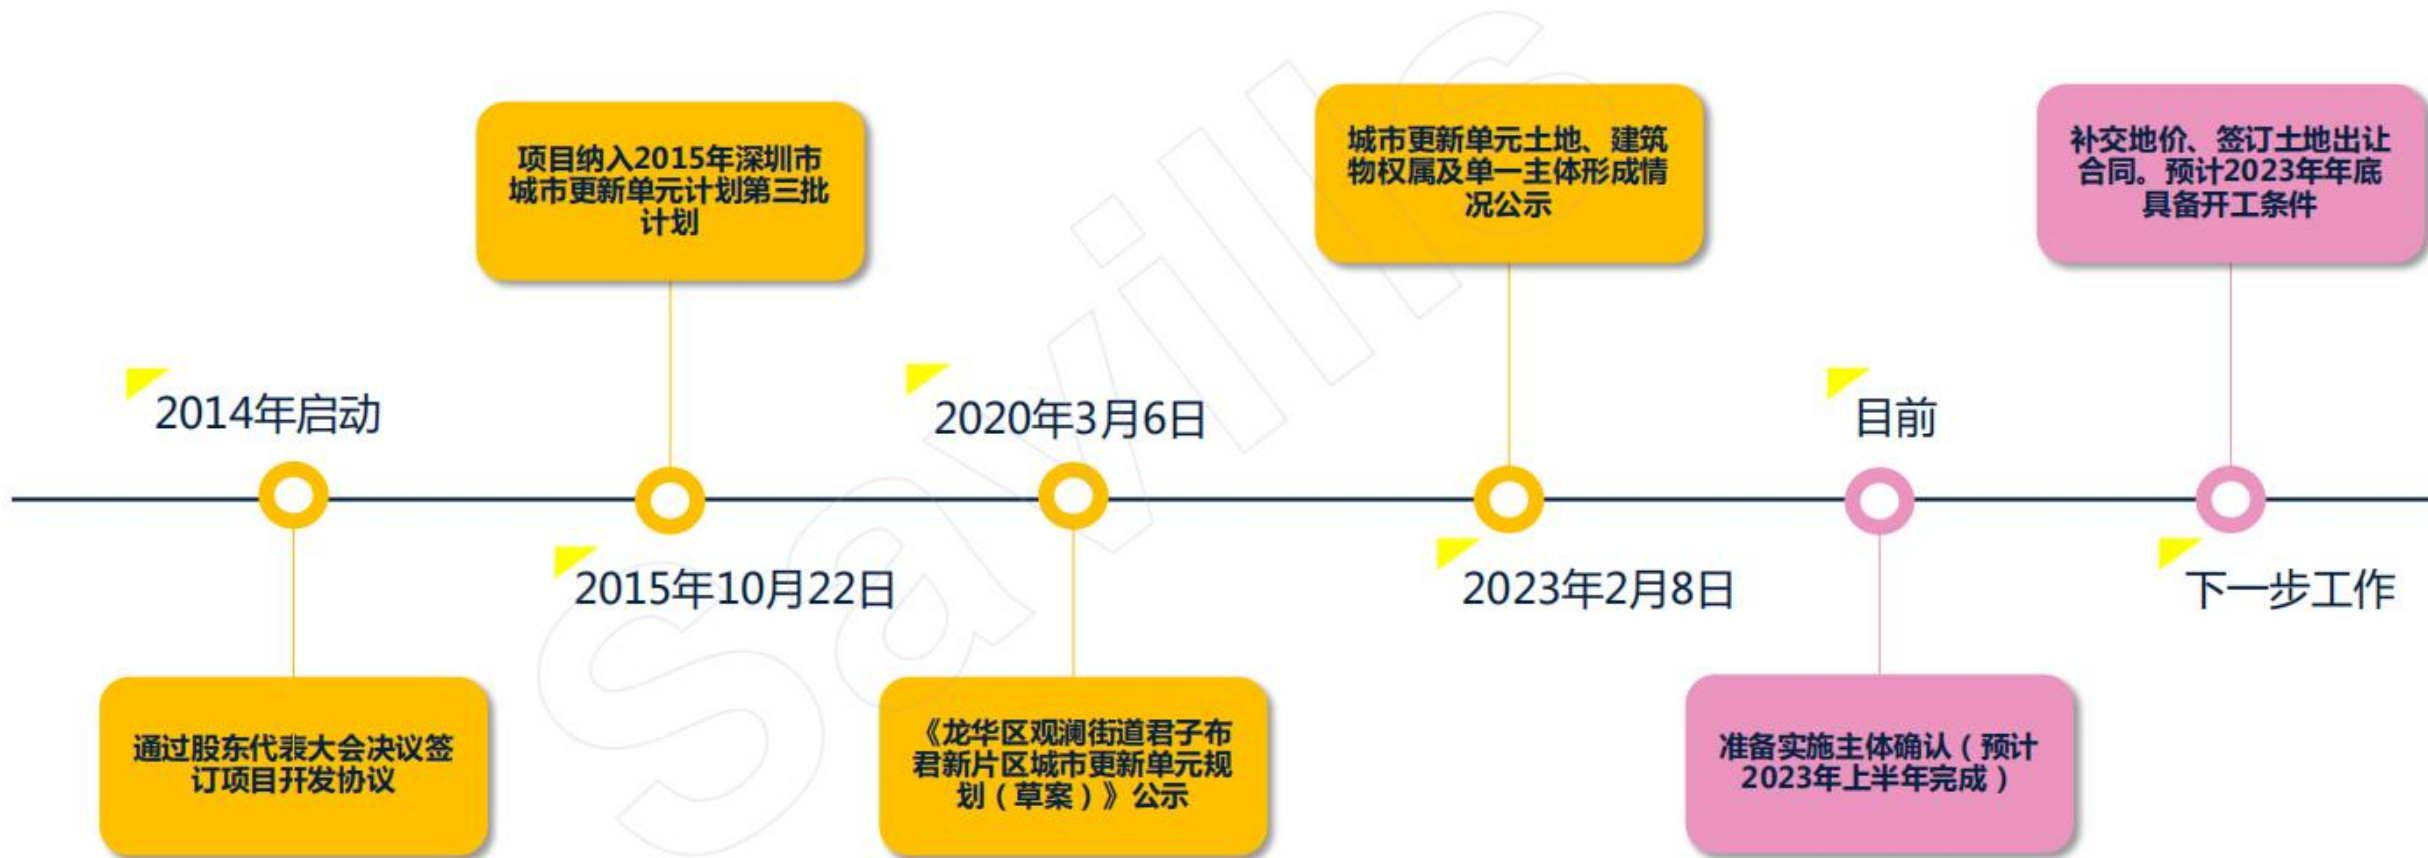 2014年启动
通过股东代表大会决议签
订项目开发协议
项目纳入2015年深圳市
城市更新单元计划第三批
计划
2015年10月22日
2020年3月6日
《龙华区观澜街道君子布
君新片区城市更新单元规
划（草案）》公示
城市更新单元土地、建筑
物权属及单一主体形成情
况公示
2023年2月8日
目前
准备实施主体确认（预计
2023年上半年完成）
补交地价、签订土地出让
合同。预计2023年年底
具备开工条件
下一步工作
Savills